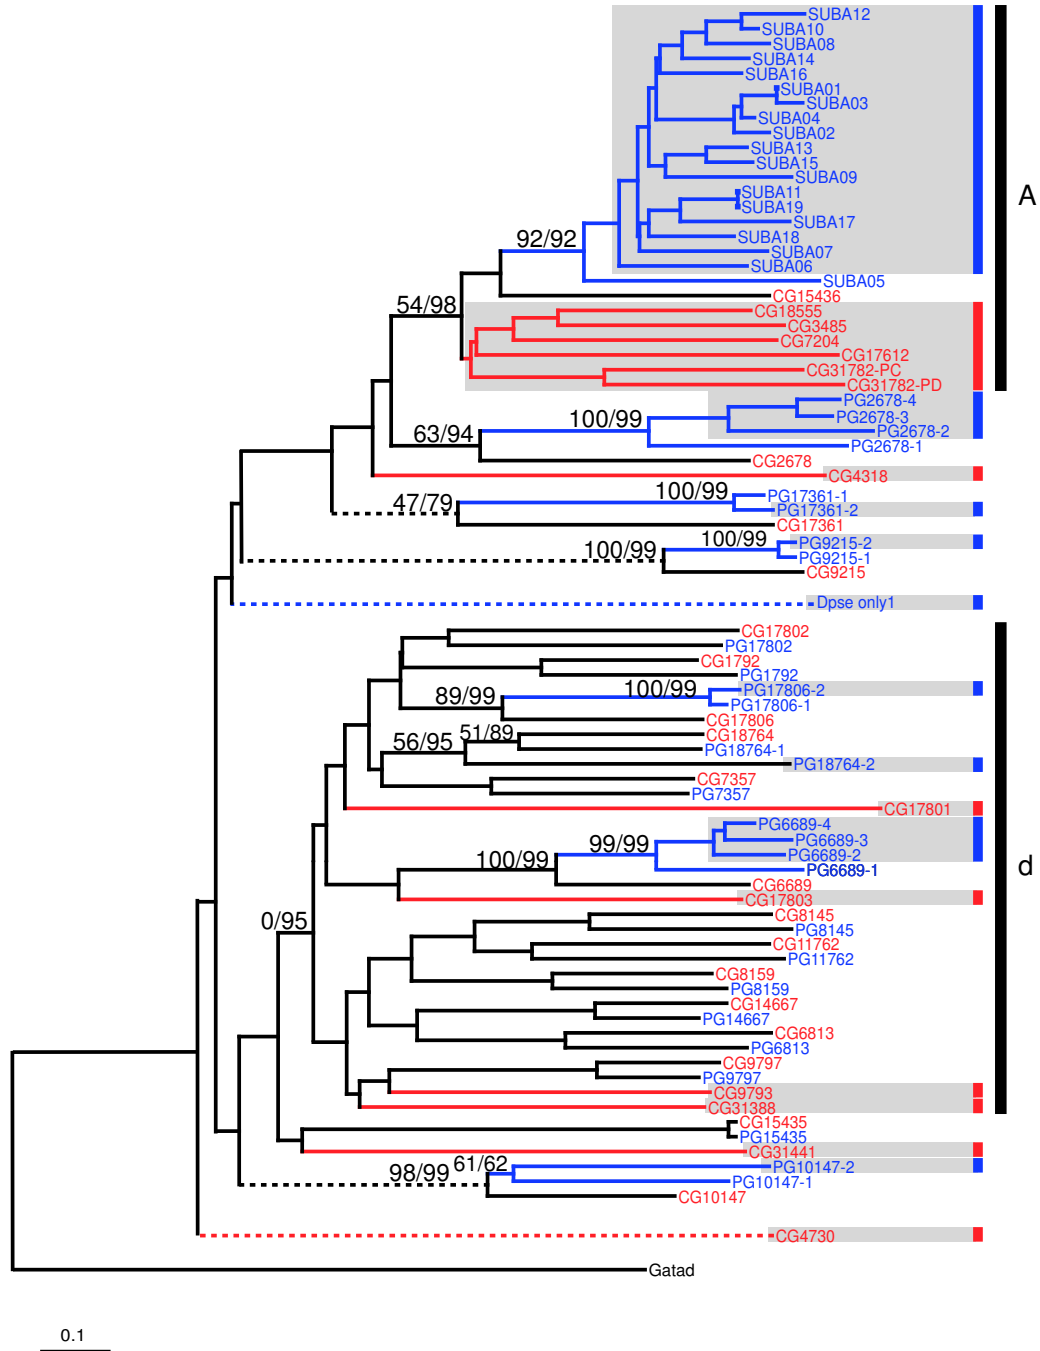 SUBA12
SUBA10
SUBA08
SUBA14
SUBA16
SUBA01
SUBA03
SUBA04
SUBA02
SUBA13
SUBA15
SUBA09
SUBA11
A
SUBA19
SUBA17
SUBA18
92/92
SUBA07
SUBA06
SUBA05
CG15436
54/98
CG18555
CG3485
CG7204
CG17612
CG31782-PC
CG31782-PD
PG2678-4
100/99
PG2678-3
63/94
PG2678-2
PG2678-1
CG2678
CG4318
100/99
PG17361-1
47/79
PG17361-2
CG17361
100/99
PG9215-2
100/99
PG9215-1
CG9215
Dpse only1
CG17802
PG17802
CG1792
PG1792
100/99
PG17806-2
89/99
PG17806-1
CG17806
51/89
CG18764
56/95
PG18764-1
PG18764-2
CG7357
PG7357
CG17801
PG6689-4
99/99
PG6689-3
100/99
PG6689-2
PG6689-1
d
CG6689
CG17803
0/95
CG8145
PG8145
CG11762
PG11762
CG8159
PG8159
CG14667
PG14667
CG6813
PG6813
CG9797
PG9797
CG9793
CG31388
CG15435
PG15435
CG31441
98/99
61/62
PG10147-2
PG10147-1
CG10147
CG4730
Gatad
0.1